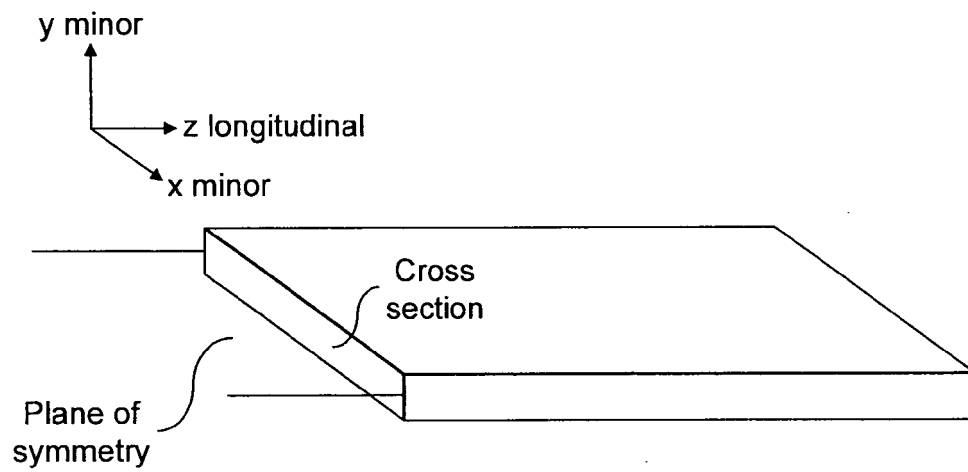 y minor
z longitudinal
x minor
Cross
section
Plane of
symmetry